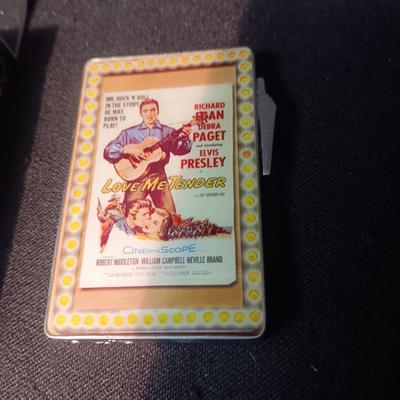 MR. ROCK 'N' ROLL
IN THE STORY
HE WAS
BORN TO
PLAY!
RICHARD
EGAN
DEBRA
PAGET
and introducing
ELVIS
PRESLEY
in
LOVE ME TENDER
CINEMASCOPE
ROBERT MIDDLETON · WILLIAM CAMPBELL · NEVILLE BRAND